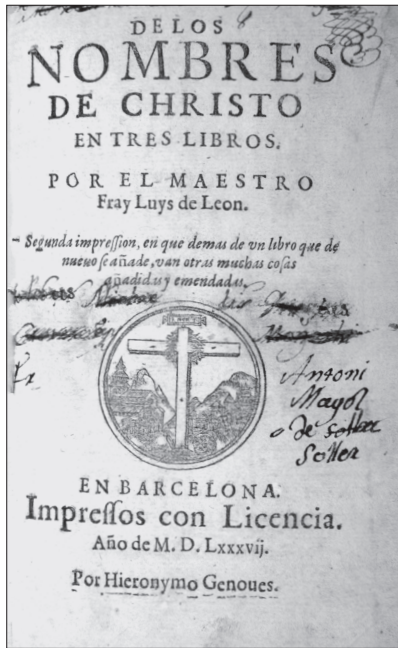 DE LOS
NOMBRES
DE CHRISTO
EN TRES LIBROS.
POR EL MAESTRO
Fray Luys de Leon.
Segunda impreſsion, en que demas de vn libro que de
nueuo ſe añade, van otras muchas coſas
añadidas y emendadas.
Antoni
Mayol
de soller
Soller
EN BARCELONA.
Impreſſos con Licencia.
Año de M. D. Lxxxvij.
Por Hieronymo Genoues.